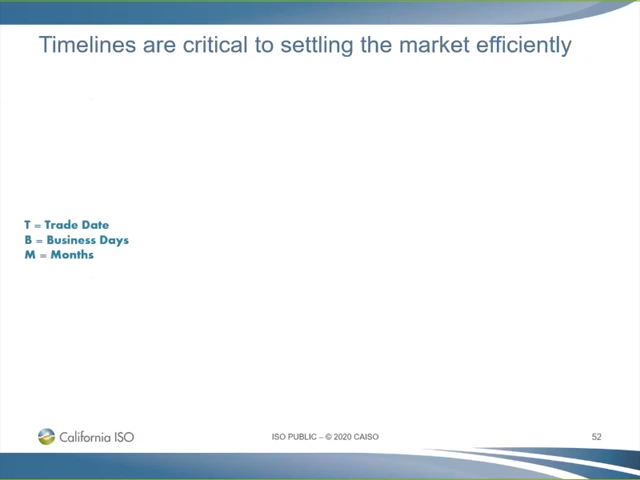 Timelines are critical to settling the market efficiently
T = Trade Date
B = Business Days
M = Months
California ISO
ISO PUBLIC – © 2020 CAISO
52